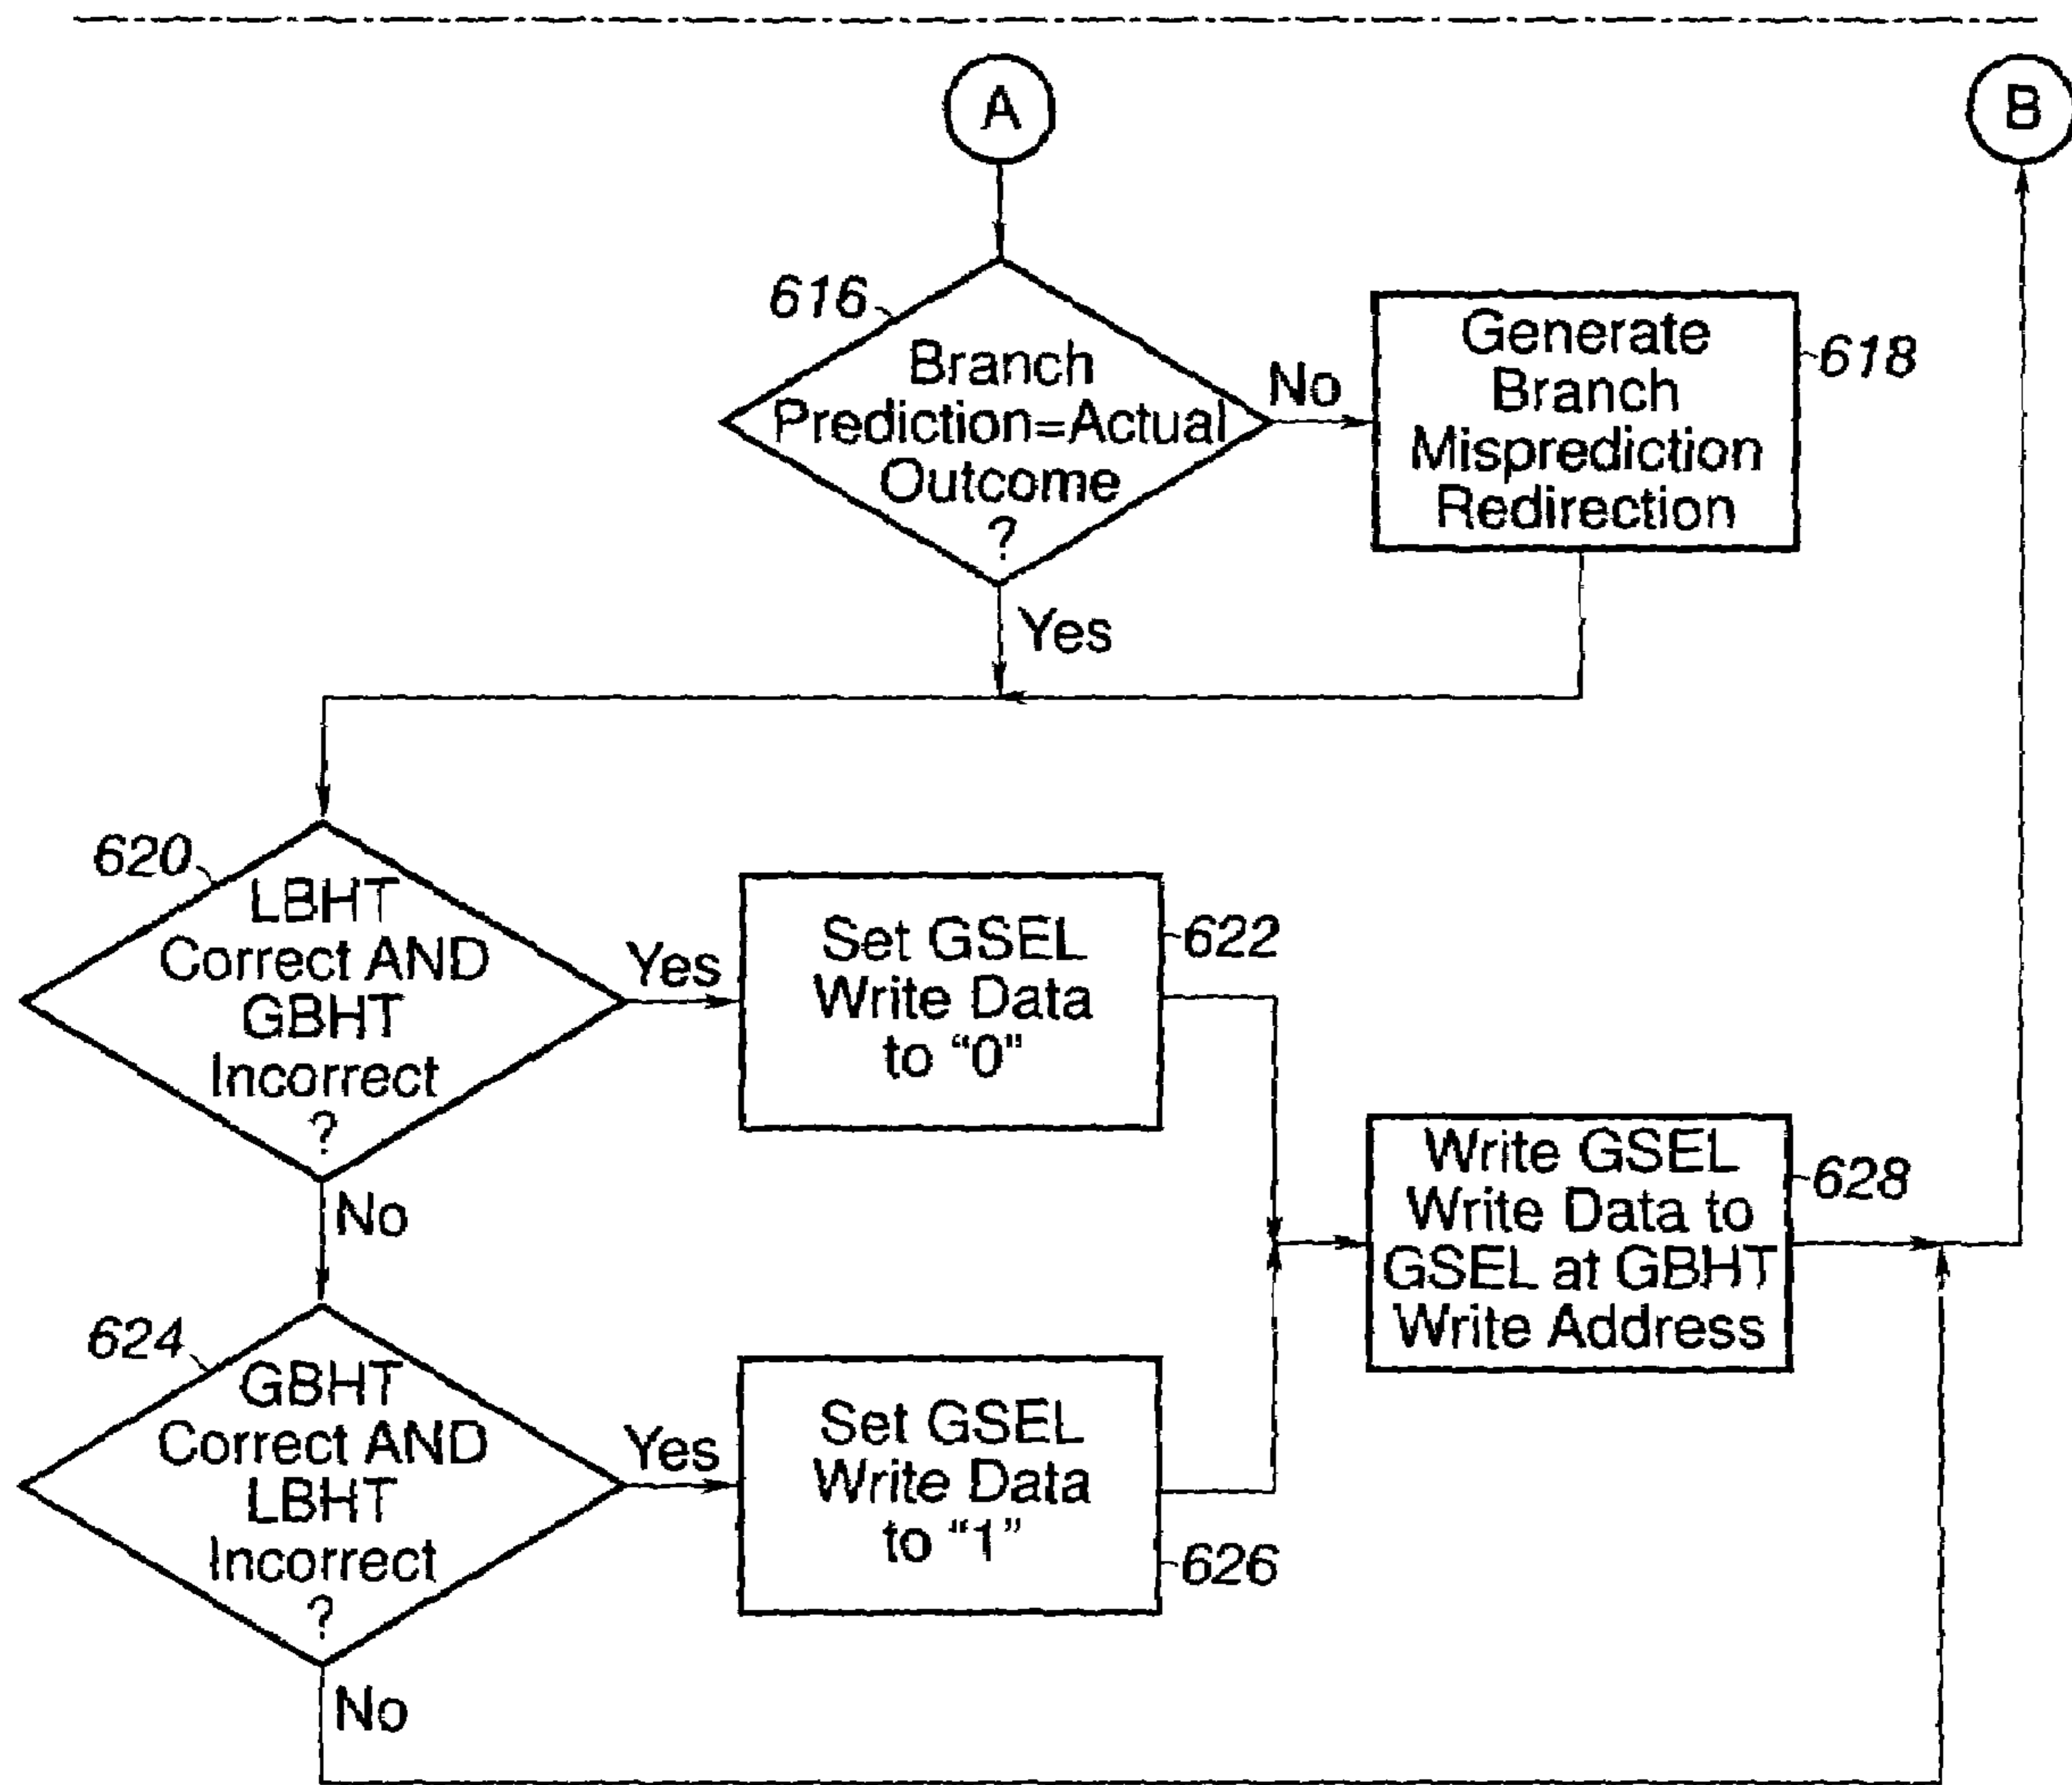 A
B
616
Branch
Prediction=Actual
Outcome
?
No
Generate
Branch
Misprediction
Redirection
618
Yes
620
LBHT
Correct AND
GBHT
Incorrect
?
Yes
Set GSEL
Write Data
to “0”
622
No
Write GSEL
Write Data to
GSEL at GBHT
Write Address
628
624
GBHT
Correct AND
LBHT
Incorrect
?
Yes
Set GSEL
Write Data
to “1”
626
No